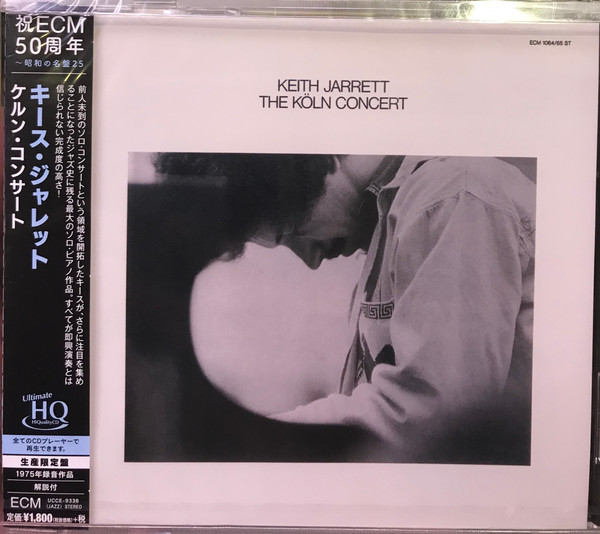 祝ECM
50周年
～昭和の名盤25
キース・ジャレット
ケルン・コンサート
前人未到のソロ・コンサートという領域を開拓したキースが、さらに注目を集め
ることになったジャズ史に残る最大のソロ・ピアノ作品。すべてが即興演奏とは
信じられない完成度の高さ！
Ultimate
HQ
HiQualityCD
全てのCDプレーヤーで
再生できます。
生産限定盤
1975年録音作品
解説付
ECM
UCCE-9336
(JAZZ) STEREO
定価¥1,800(税抜価格)+税
ECM 1064/65 ST
KEITH JARRETT
THE KÖLN CONCERT